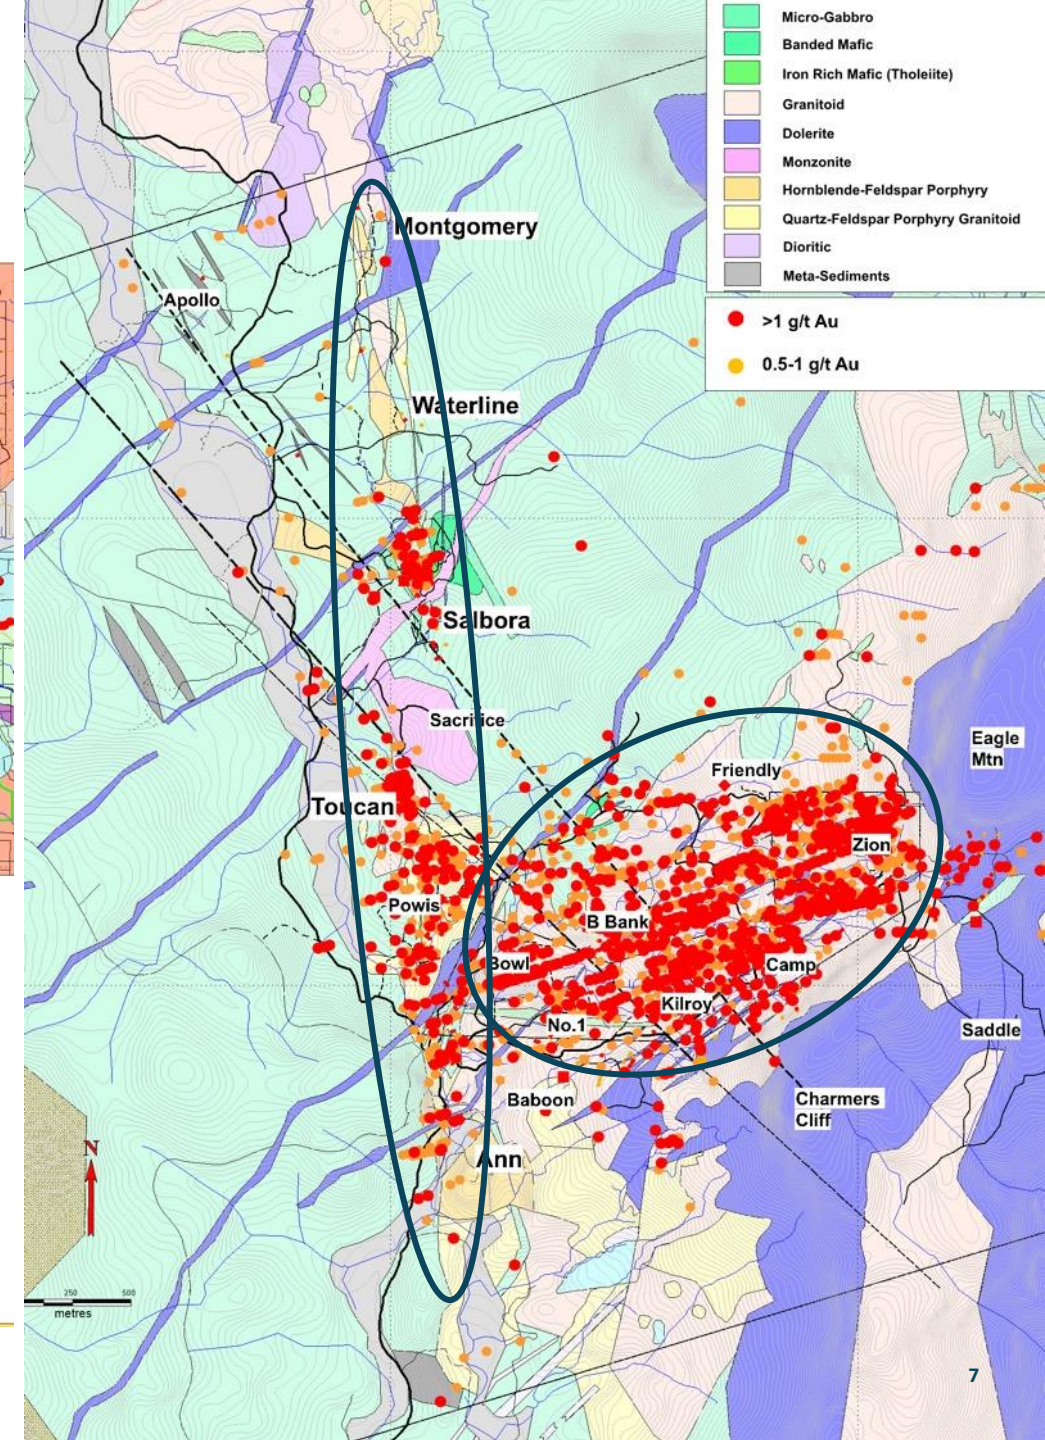 Micro-Gabbro
Banded Mafic
Iron Rich Mafic (Tholeiite)
Granitoid
Dolerite
Monzonite
Hornblende-Feldspar Porphyry
Quartz-Feldspar Porphyry Granitoid
Dioritic
Meta-Sediments
>1 g/t Au
0.5-1 g/t Au
Montgomery
Apollo
Waterline
Salbora
Sacrifice
Toucan
Friendly
Eagle
Mtn
Zion
Powis
B Bank
Bowl
Camp
Kilroy
No.1
Saddle
Baboon
Charmers
Cliff
Ann
N
250
500
metres
7